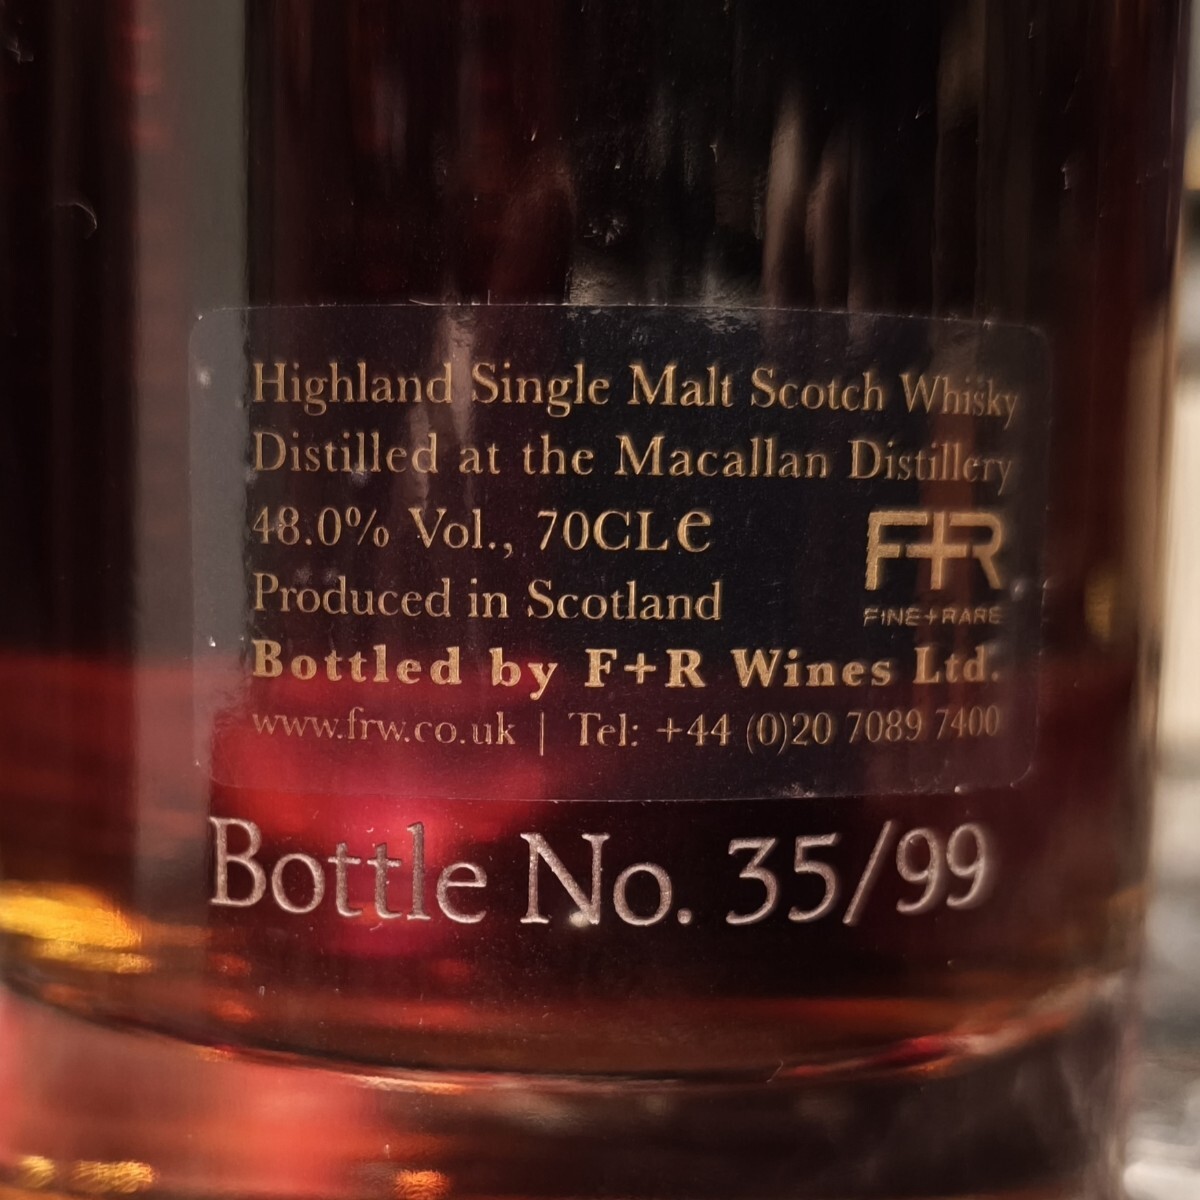 Highland Single Malt Scotch Whisky
Distilled at the Macallan Distillery
48.0% Vol., 70CLe
F+R
Produced in Scotland
FINE+RARE
Bottled by F+R Wines Ltd.
www.frw.co.uk | Tel: +44 (0)20 7089 7400
Bottle No. 35/99